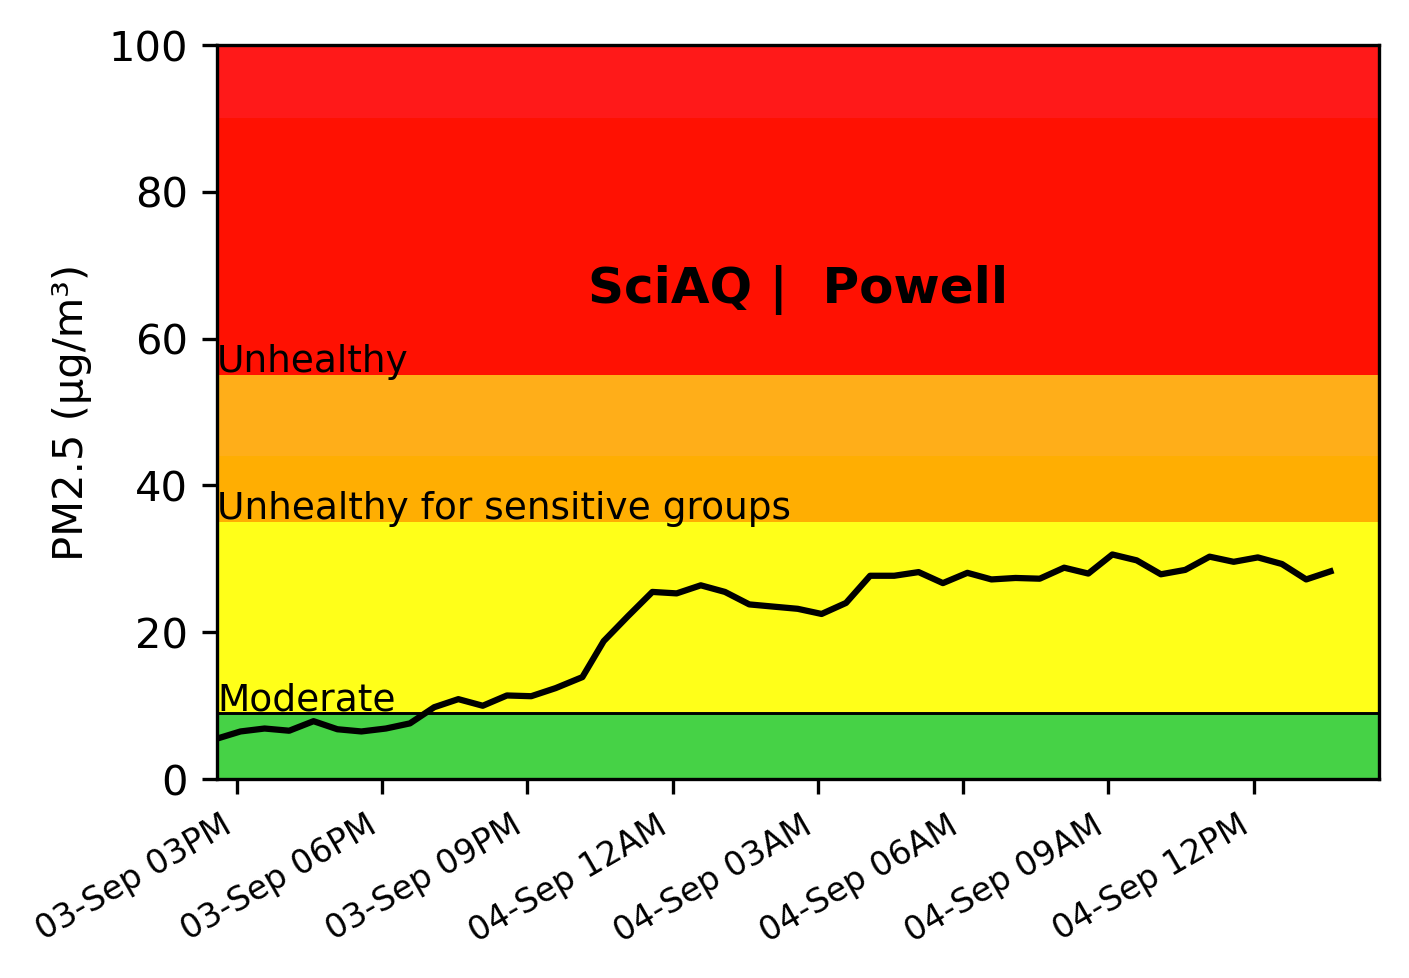 100
80
60
40
20
0
PM2.5 (µg/m³)
SciAQ |  Powell
Unhealthy
Unhealthy for sensitive groups
Moderate
03-Sep 03PM
03-Sep 06PM
03-Sep 09PM
04-Sep 12AM
04-Sep 03AM
04-Sep 06AM
04-Sep 09AM
04-Sep 12PM